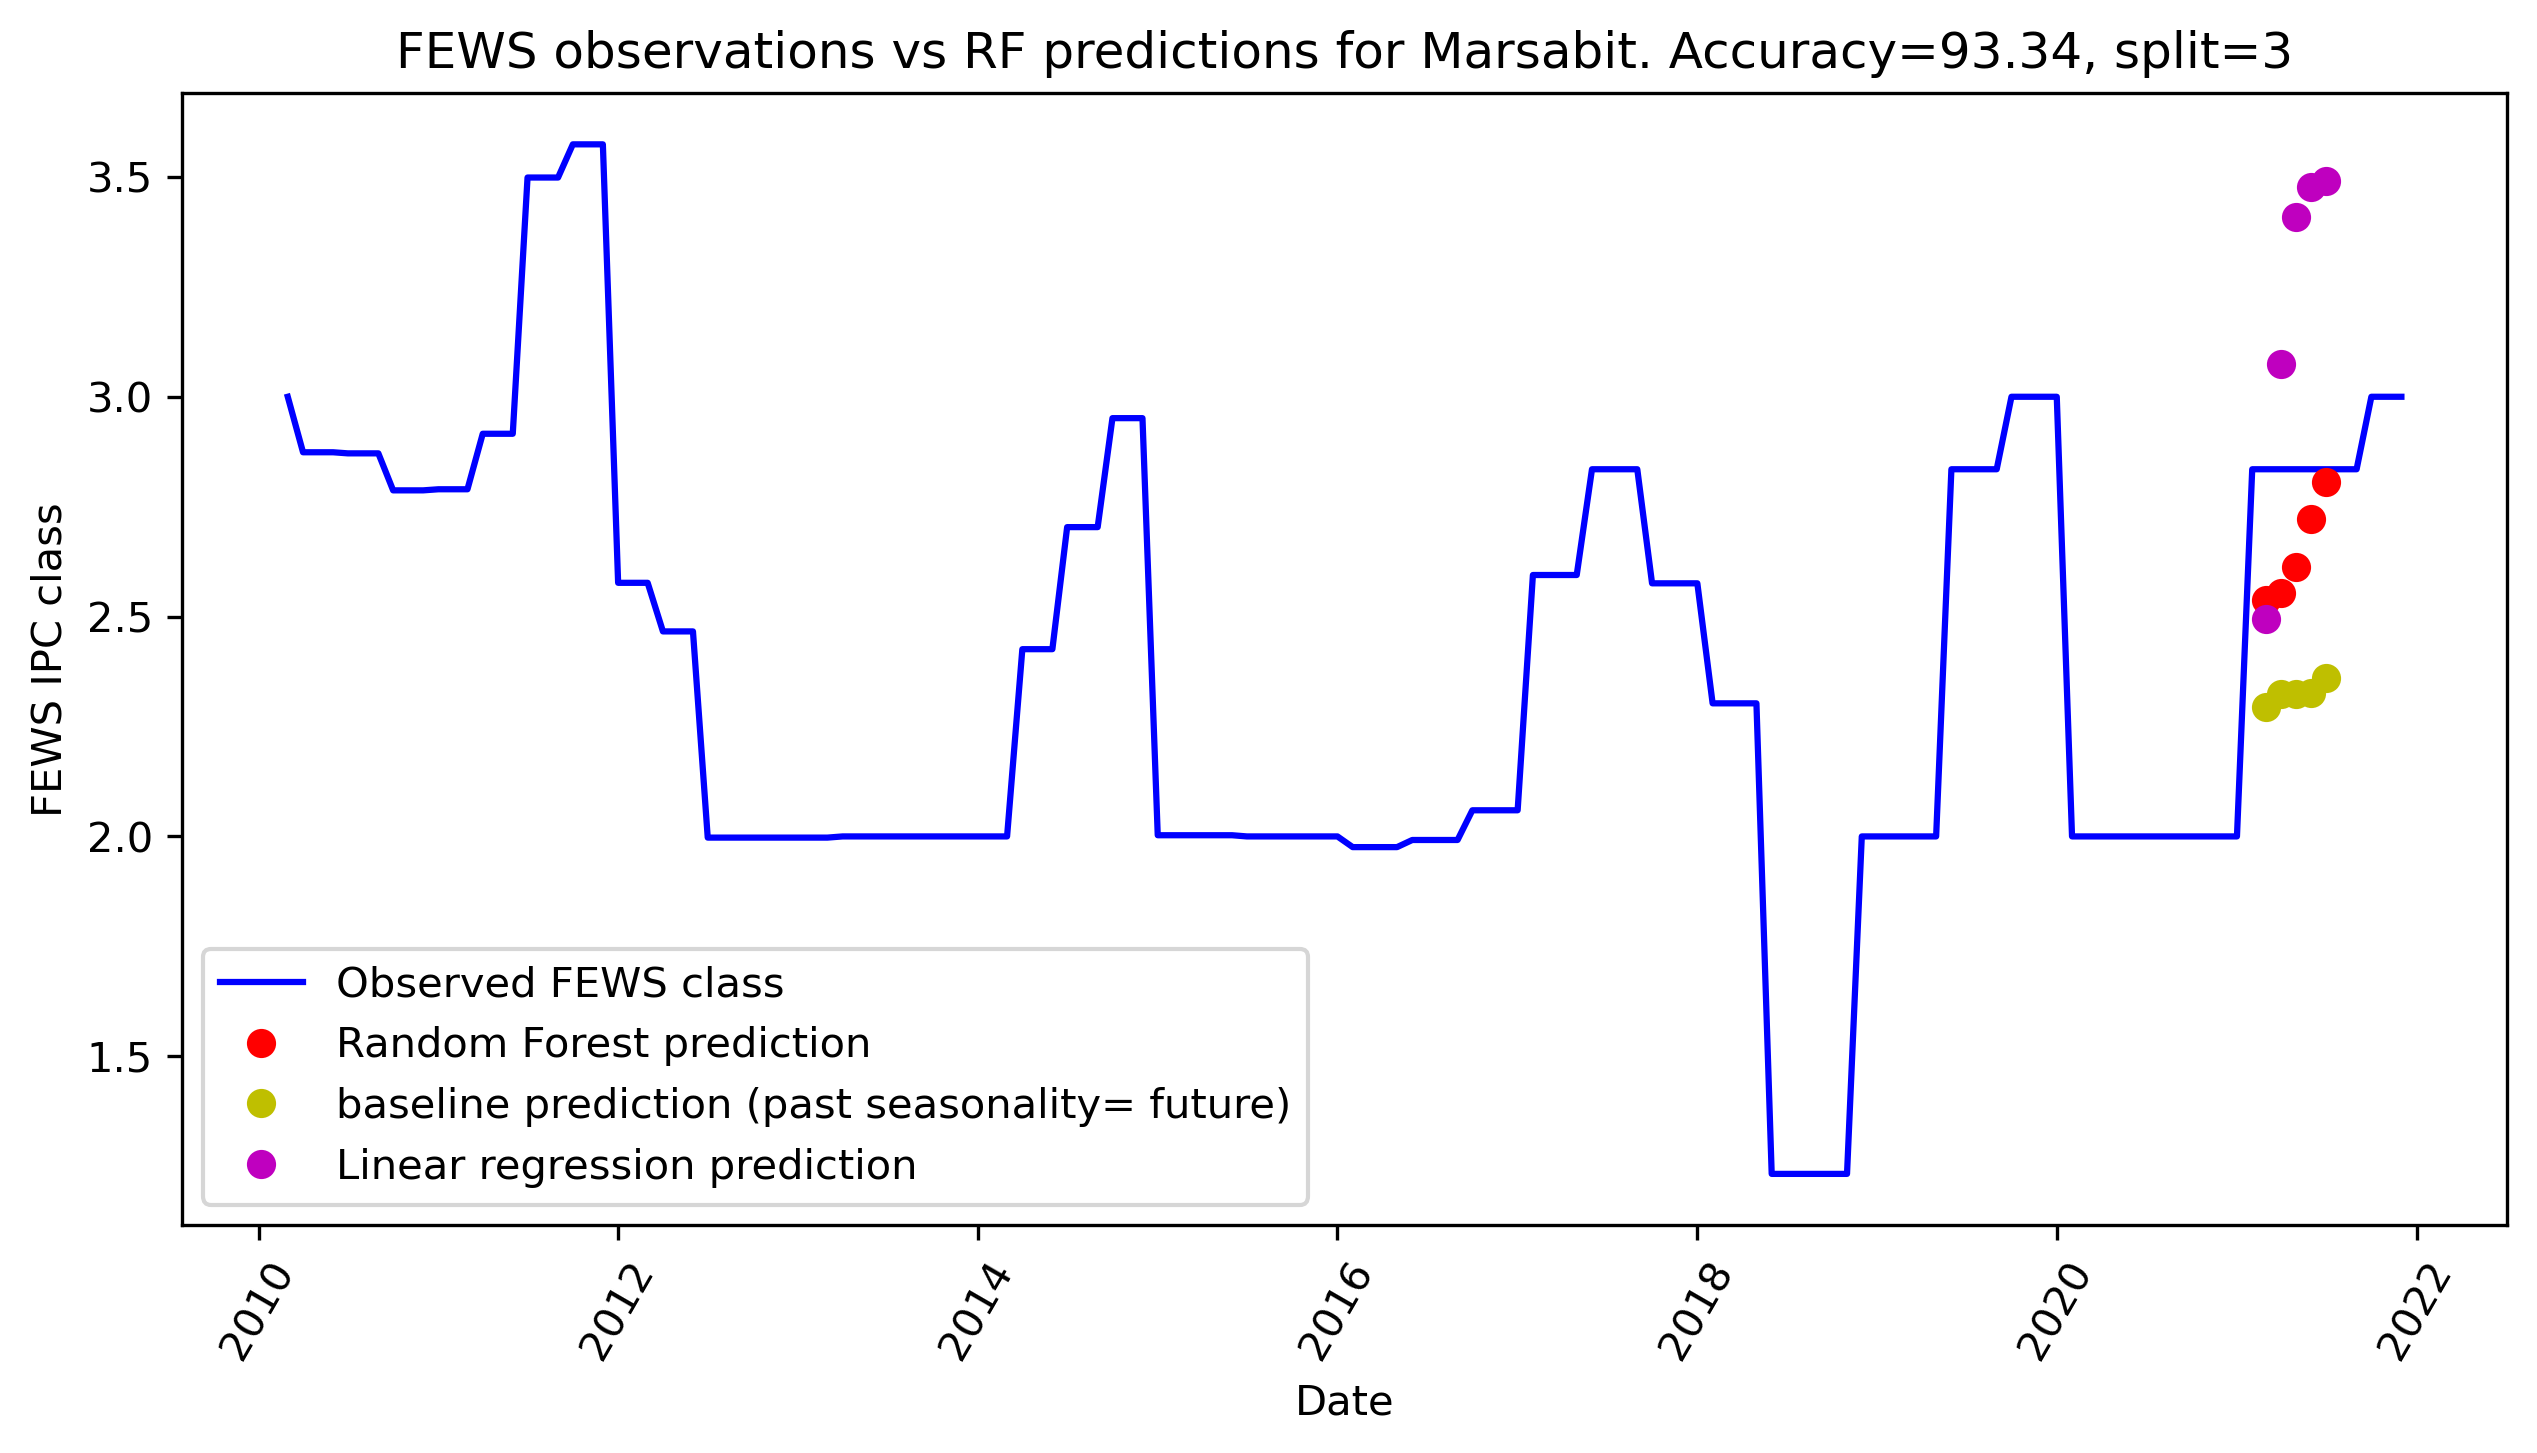 FEWS observations vs RF predictions for Marsabit. Accuracy=93.34, split=3
FEWS IPC class
3.5
3.0
2.5
2.0
1.5
Observed FEWS class
Random Forest prediction
baseline prediction (past seasonality= future)
Linear regression prediction
2010
2012
2014
2016
2018
2020
2022
Date